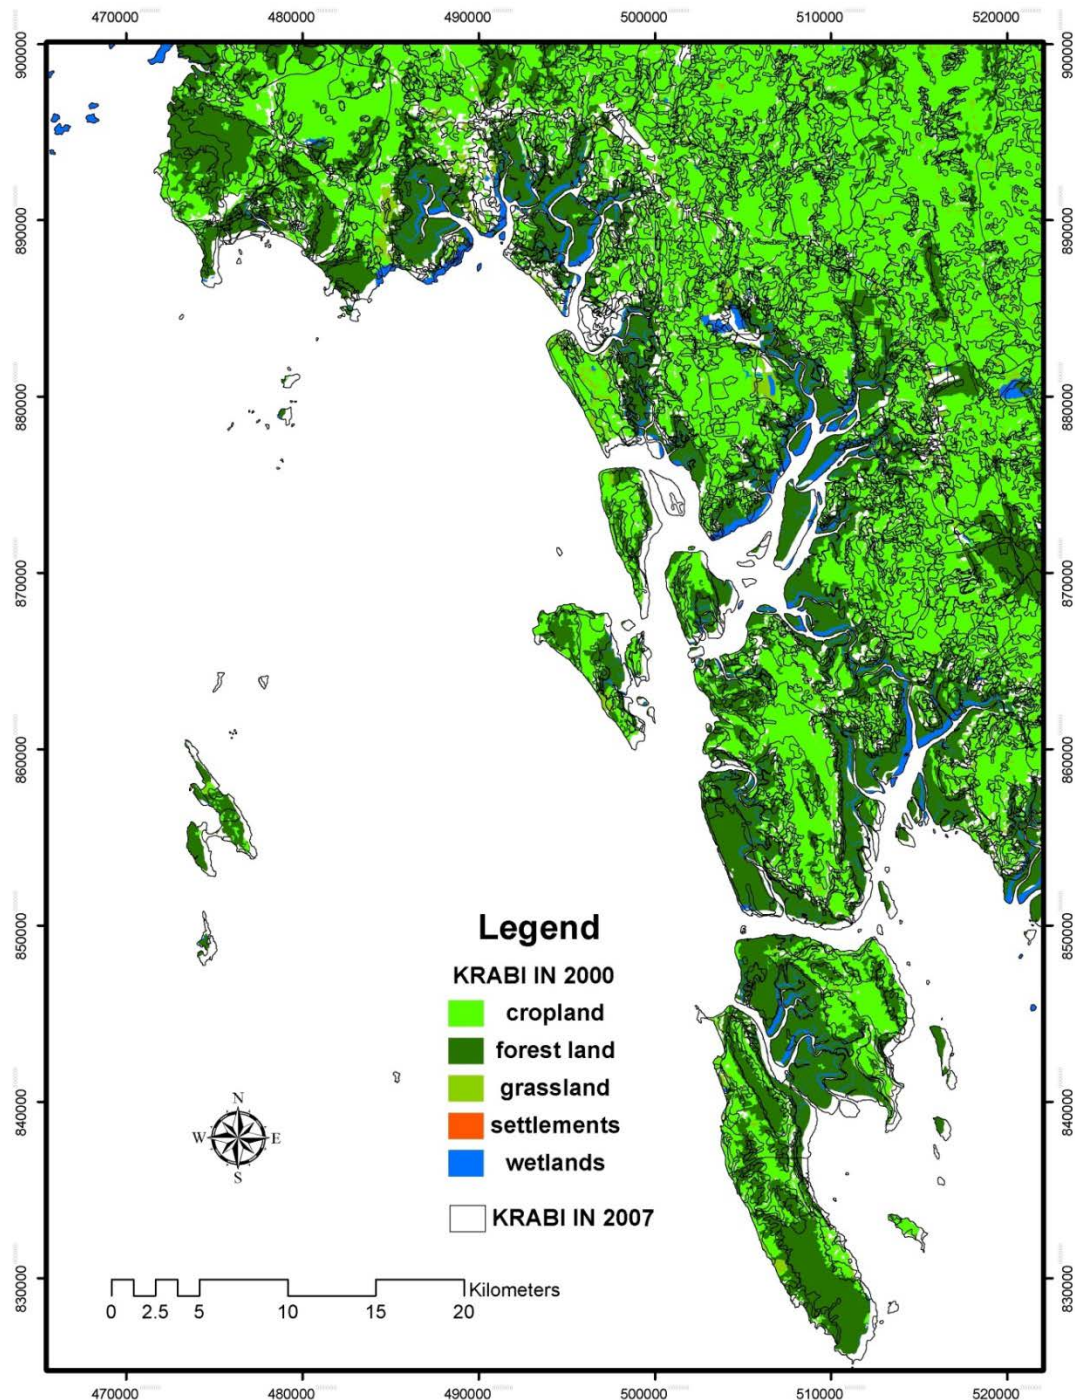 470000 480000 490000 500000 510000 520000
900000 900000
890000 890000
880000 880000
870000 870000
860000 860000
850000 850000
840000 840000
830000 830000
Legend
KRABI IN 2000
cropland
forest land
grassland
settlements
wetlands
KRABI IN 2007
N
W E
S
Kilometers
0 2.5 5 10 15 20
470000 480000 490000 500000 510000 520000